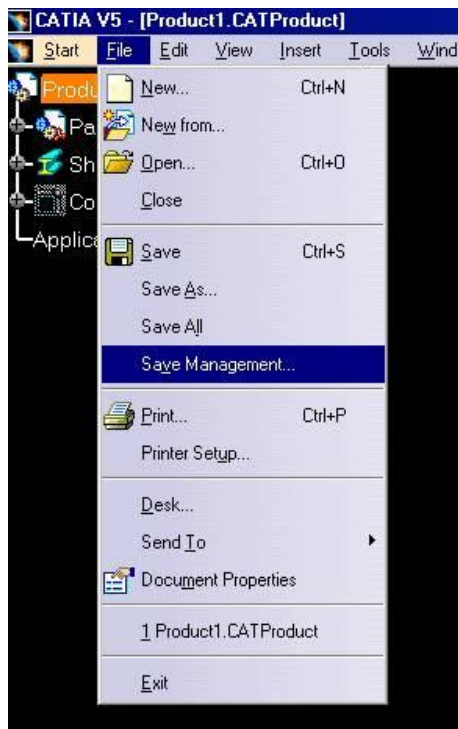 CATIA V5 - [Product1.CATProduct]
Start File Edit View Insert Tools Wind
Produ
Pa
Sh
Co
Applica
New... Ctrl+N
New from...
Open... Ctrl+O
Close
Save Ctrl+S
Save As...
Save All
Save Management...
Print... Ctrl+P
Printer Setup...
Desk...
Send To
Document Properties
1 Product1.CATProduct
Exit